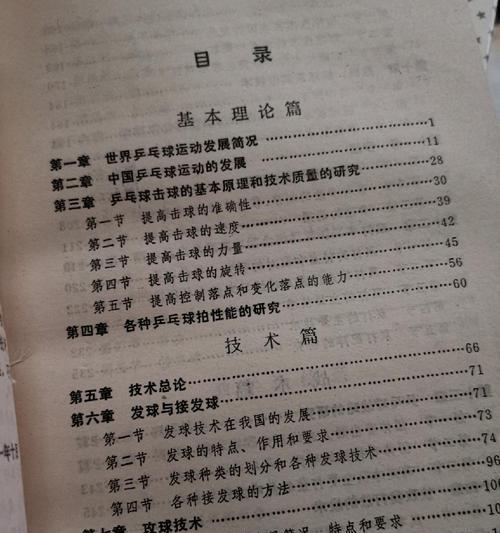 目 录
基本理论篇
第一章 世界乒乓球运动发展简况 ………… 1
第二章 中国乒乓球运动的发展 ………… 11
第三章 乒乓球击球的基本原理和技术质量的研究 …… 28
第一节 提高击球的准确性 ………… 30
第二节 提高击球的速度 ………… 39
第三节 提高击球的力量 ………… 42
第四节 提高击球的旋转 ………… 45
第五节 提高控制落点和变化落点的能力 ………… 56
第四章 各种乒乓球拍性能的研究 ………… 60
技 术 篇
第五章 技术总论 ………… 66
第六章 发球与接发球 ………… 71
第一节 发球技术在我国的发展 ………… 71
第二节 发球的特点、作用和要求 ………… 73
第三节 发球种类的划分和各种发球技术 ………… 74
第四节 各种接发球的方法 ………… 96
第七章 攻球技术 …………
特点和要求